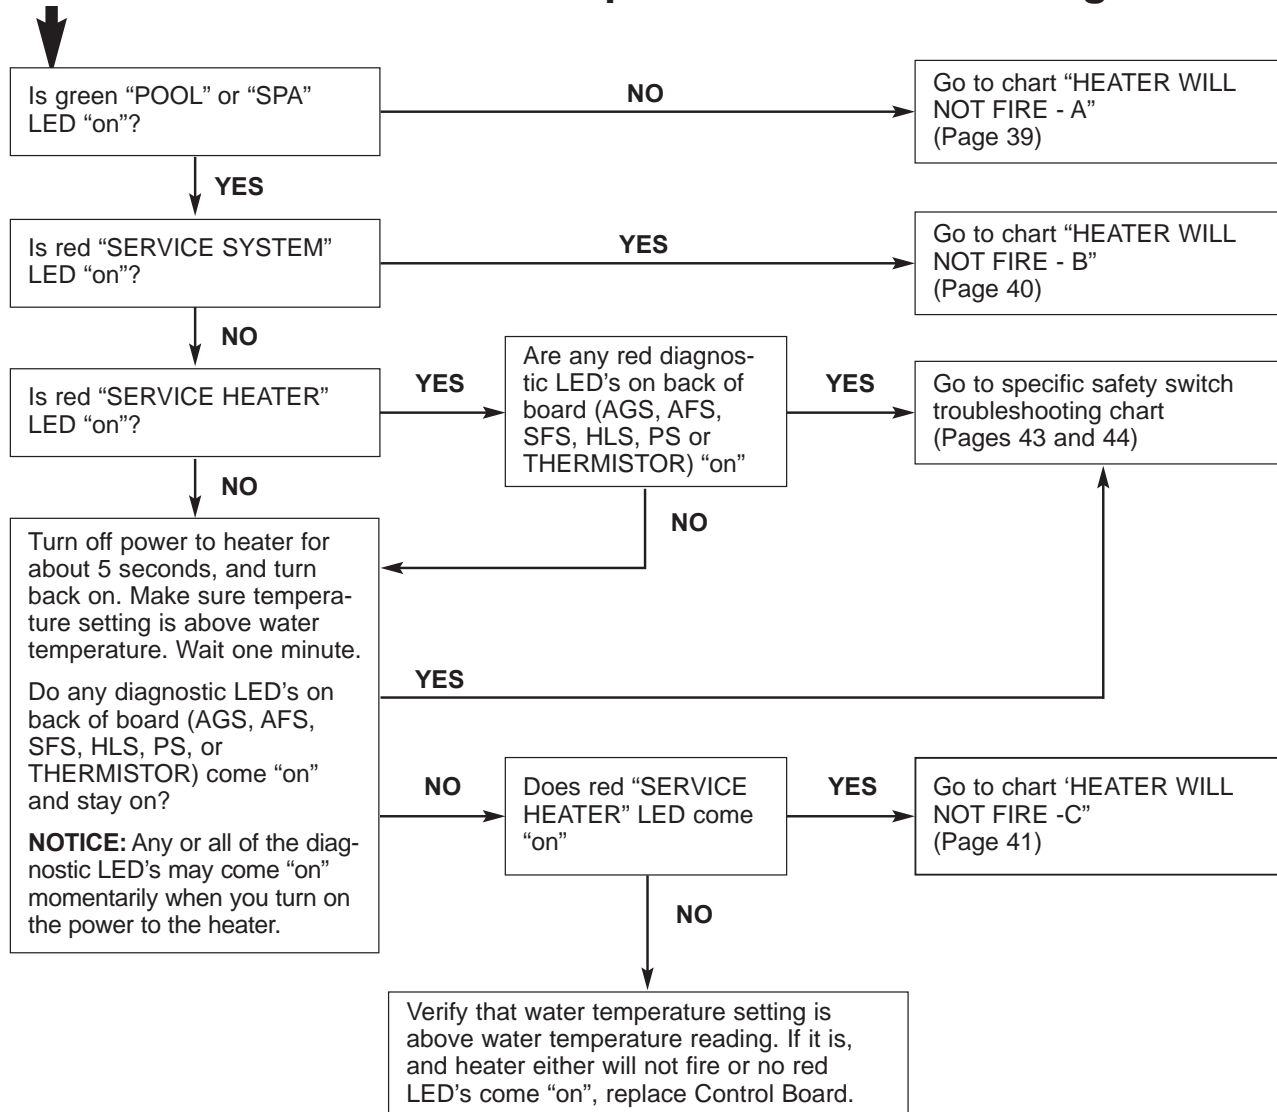 Is green “POOL” or “SPA”
LED “on”?
NO
Go to chart “HEATER WILL
NOT FIRE - A”
(Page 39)
YES
Is red “SERVICE SYSTEM”
LED “on”?
YES
Go to chart “HEATER WILL
NOT FIRE - B”
(Page 40)
NO
Is red “SERVICE HEATER”
LED “on”?
YES
Are any red diagnos-
tic LED’s on back of
board (AGS, AFS,
SFS, HLS, PS or
THERMISTOR) “on”
YES
Go to specific safety switch
troubleshooting chart
(Pages 43 and 44)
NO
NO
Turn off power to heater for
about 5 seconds, and turn
back on. Make sure tempera-
ture setting is above water
temperature. Wait one minute.
Do any diagnostic LED’s on
back of board (AGS, AFS,
SFS, HLS, PS, or
THERMISTOR) come “on”
and stay on?
NOTICE: Any or all of the diag-
nostic LED’s may come “on”
momentarily when you turn on
the power to the heater.
YES
NO
Does red “SERVICE
HEATER” LED come
“on”
YES
Go to chart ‘HEATER WILL
NOT FIRE -C”
(Page 41)
NO
Verify that water temperature setting is
above water temperature reading. If it is,
and heater either will not fire or no red
LED’s come “on”, replace Control Board.